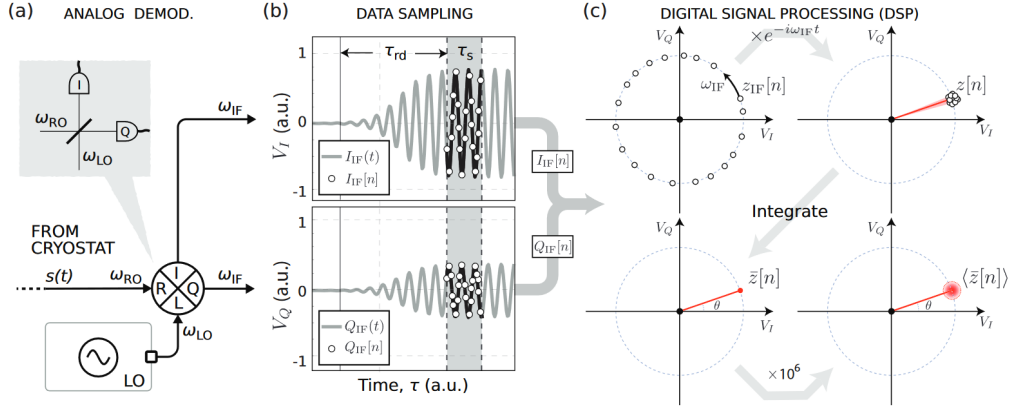 (a) ANALOG DEMOD.
I
ω_RO
Q
ω_LO
ω_IF
FROM
CRYOSTAT
s(t)
ω_RO
I
R
Q
L
ω_IF
ω_LO
LO
(b) DATA SAMPLING
τ_rd
τ_s
V_I (a.u.)
1
0
-1
I_IF(t)
I_IF[n]
V_Q (a.u.)
1
0
-1
Q_IF(t)
Q_IF[n]
Time, τ (a.u.)
I_IF[n]
Q_IF[n]
(c) DIGITAL SIGNAL PROCESSING (DSP)
V_Q
×e^{-iω_IF t}
V_Q
ω_IF
z_IF[n]
z[n]
V_I
V_I
Integrate
V_Q
V_Q
z̄[n]
⟨z̄[n]⟩
θ
V_I
θ
V_I
×10^6